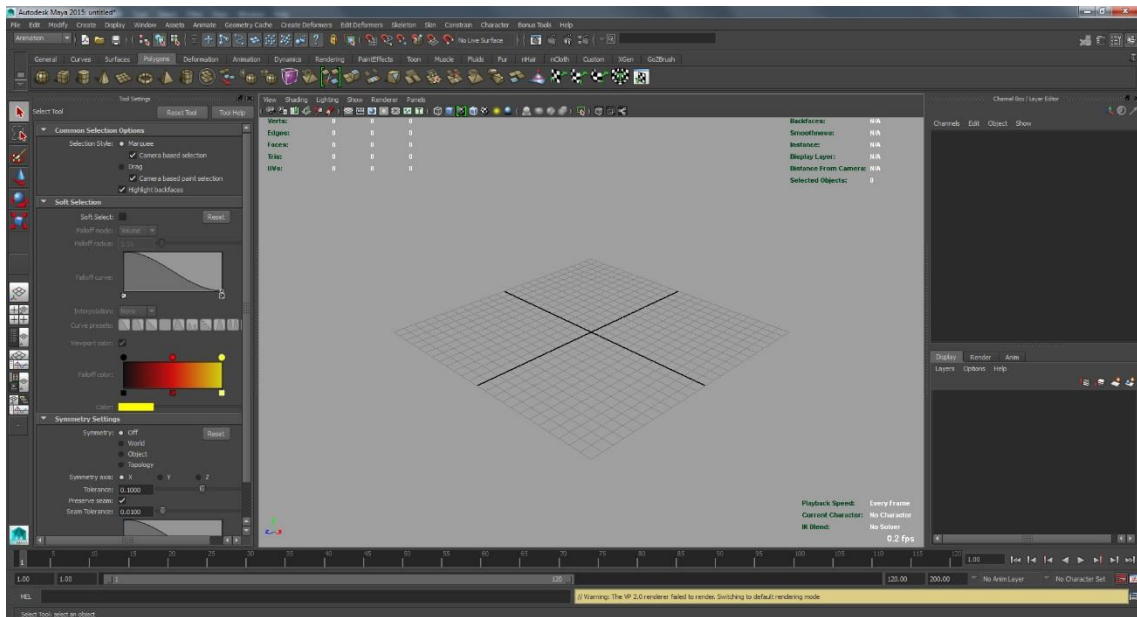 Autodesk Maya 2015: untitled*
File Edit Modify Create Display Window Assets Animate Geometry Cache Create Deformers Edit Deformers Skeleton Skin Constrain Character Bonus Tools Help
Animation No Live Surface
General Curves Surfaces Polygons Deformation Animation Dynamics Rendering PaintEffects Toon Muscle Fluids Fur nHair nCloth Custom XGen GoZBrush
Tool Settings
Select Tool Reset Tool Tool Help
Common Selection Options
Selection Style: Marquee
Camera based selection
Drag
Camera based paint selection
Highlight backfaces
Soft Selection
Soft Select: Reset
Falloff mode: Volume
Falloff radius:
Falloff curve:
Interpolation: None
Curve presets:
Viewport color:
Falloff color:
Color:
Symmetry Settings
Symmetry: Off Reset
World
Object
Topology
Symmetry axis: X Y Z
Tolerance: 0.1000
Preserve seam:
Seam Tolerance: 0.0100
View Shading Lighting Show Renderer Panels
Verts: 0 0 0
Edges: 0 0 0
Faces: 0 0 0
Tris: 0 0 0
UVs: 0 0 0
Backfaces: N/A
Smoothness: N/A
Instance: N/A
Display Layer: N/A
Distance From Camera: N/A
Selected Objects: 0
Playback Speed: Every Frame
Current Character: No Character
IK Blend: No Solver
0.2 fps
Channel Box / Layer Editor
Channels Edit Object Show
Display Render Anim
Layers Options Help
1 5 10 15 20 25 30 35 40 45 50 55 60 65 70 75 80 85 90 95 100 105 110 115 120 1.00
1.00 1.00 1 120 120.00 200.00 No Anim Layer No Character Set
MEL // Warning: The VP 2.0 renderer failed to render. Switching to default rendering mode
Select Tool: select an object